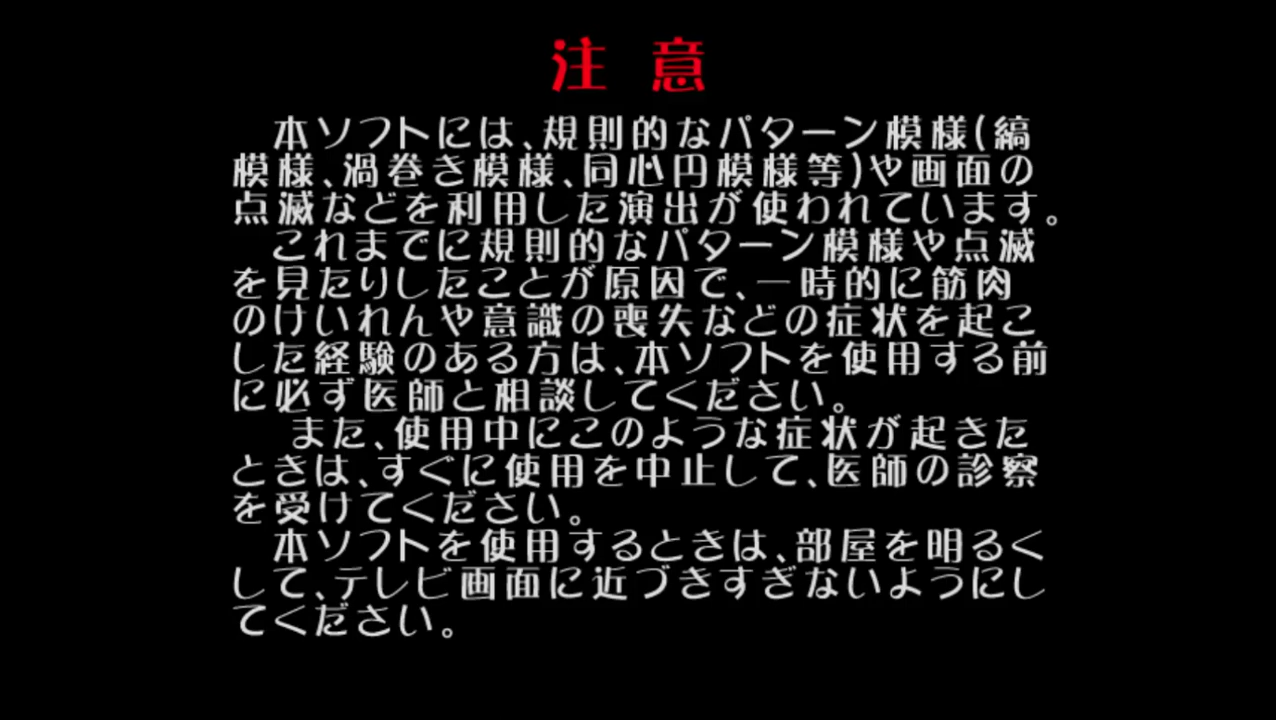 注意
本ソフトには、規則的なパターン模様(縞
模様、渦巻き模様、同心円模様等)や画面の
点滅などを利用した演出が使われています。
これまでに規則的なパターン模様や点滅
を見たりしたことが原因で、一時的に筋肉
のけいれんや意識の喪失などの症状を起こ
した経験のある方は、本ソフトを使用する前
に必ず医師と相談してください。
また、使用中にこのような症状が起きた
ときは、すぐに使用を中止して、医師の診察
を受けてください。
本ソフトを使用するときは、部屋を明るく
して、テレビ画面に近づきすぎないようにし
てください。